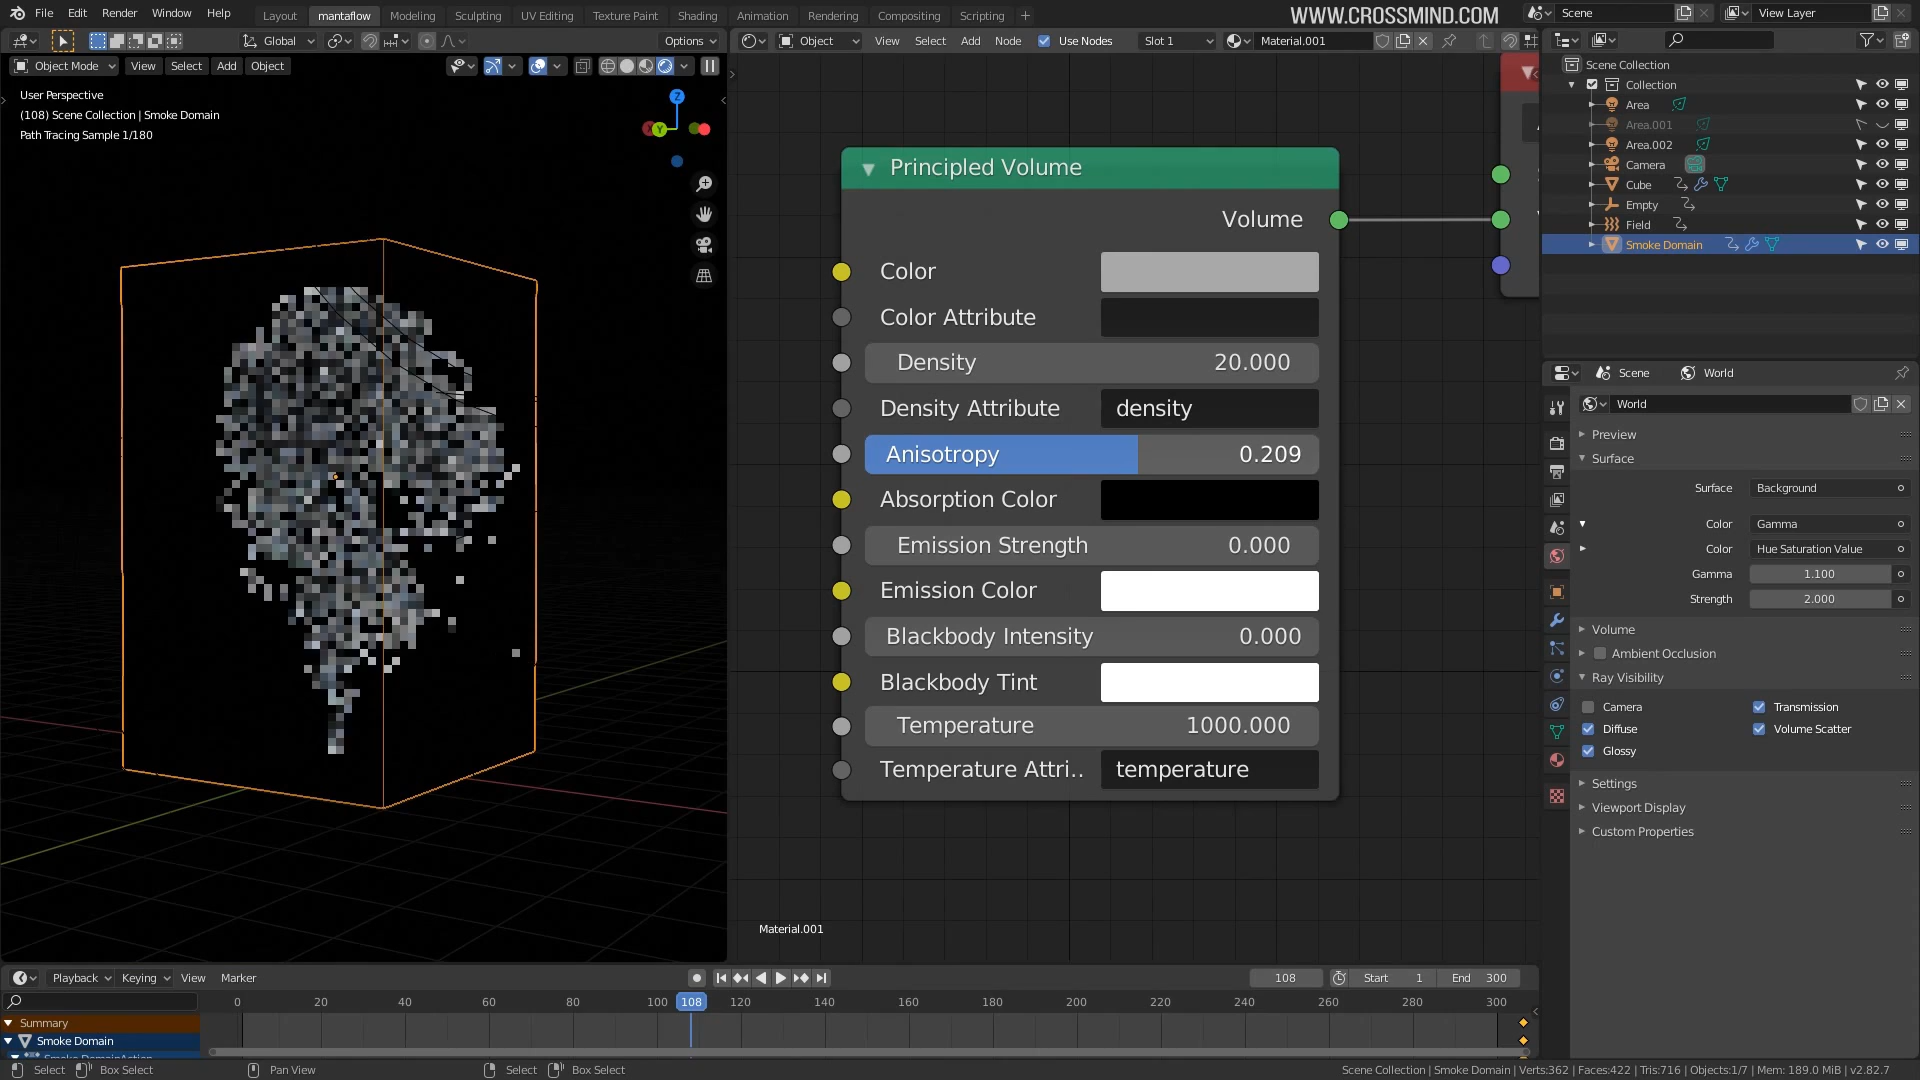 File Edit Render Window Help
Layout mantaflow Modeling Sculpting UV Editing Texture Paint Shading Animation Rendering Compositing Scripting +
WWW.CROSSMIND.COM
Scene
View Layer
Global
Options
Object
View Select Add Node Use Nodes
Slot 1
Material.001
Object Mode View Select Add Object
User Perspective
(108) Scene Collection | Smoke Domain
Path Tracing Sample 1/180
Z
Y
Principled Volume
Volume
Color
Color Attribute
Density 20.000
Density Attribute density
Anisotropy 0.209
Absorption Color
Emission Strength 0.000
Emission Color
Blackbody Intensity 0.000
Blackbody Tint
Temperature 1000.000
Temperature Attri.. temperature
Material.001
Scene Collection
Collection
Area
Area.001
Area.002
Camera
Cube
Empty
Field
Smoke Domain
Scene World
World
Preview
Surface
Surface Background
Color Gamma
Color Hue Saturation Value
Gamma 1.100
Strength 2.000
Volume
Ambient Occlusion
Ray Visibility
Camera Transmission
Diffuse Volume Scatter
Glossy
Settings
Viewport Display
Custom Properties
Playback Keying View Marker
108 Start 1 End 300
0 20 40 60 80 100 108 120 140 160 180 200 220 240 260 280 300
Summary
Smoke Domain
Smoke DomainAction
Select Box Select Pan View Select Box Select
Scene Collection | Smoke Domain | Verts:362 | Faces:422 | Tris:716 | Objects:1/7 | Mem: 189.0 MiB | v2.82.7